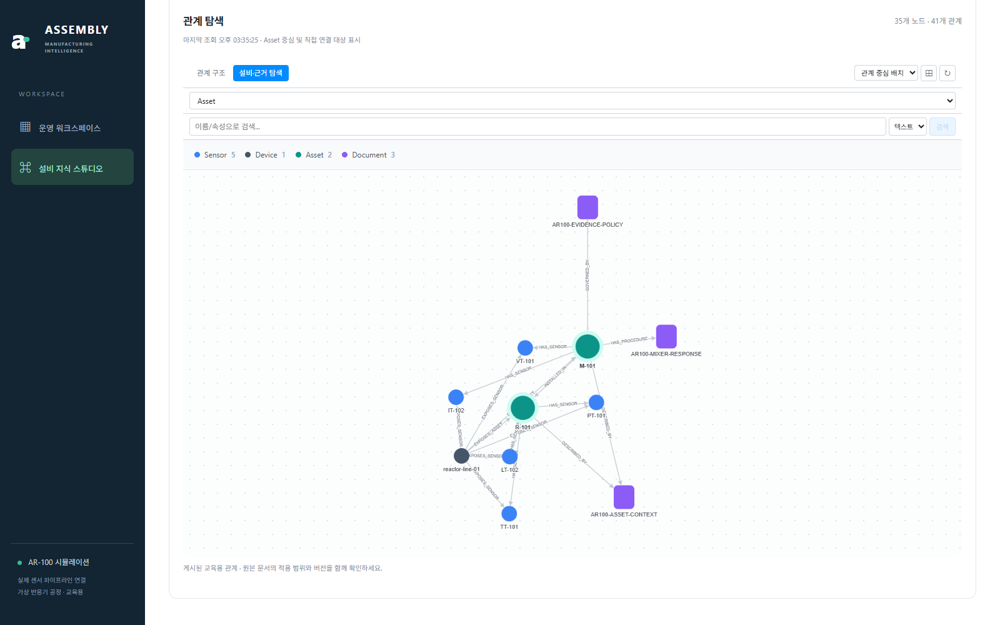 ASSEMBLY
MANUFACTURING
INTELLIGENCE
WORKSPACE
운영 워크스페이스
설비 지식 스튜디오
AR-100 시뮬레이션
실제 센서 파이프라인 연결
가상 반응기 공정 · 교육용
관계 탐색
35개 노드 · 41개 관계
마지막 조회 오후 03:35:25 · Asset 중심 및 직접 연결 대상 표시
관계 구조
설비·근거 탐색
관계 중심 배치
Asset
이름/속성으로 검색...
텍스트
검색
Sensor 5
Device 1
Asset 2
Document 3
AR100-EVIDENCE-POLICY
GOVERNED_BY
HAS_PROCEDURE
AR100-MIXER-RESPONSE
HAS_SENSOR
VT-101
M-101
HAS_SENSOR
INSTALLED_IN
EXPOSES_SENSOR
IT-102
HAS_SENSOR
PT-101
R-101
EXPOSES_ASSET
DESCRIBED_BY
DESCRIBED_BY
reactor-line-01
LT-102
EXPOSES_SENSOR
TT-101
AR100-ASSET-CONTEXT
게시된 교육용 관계 · 원본 문서의 적용 범위와 버전을 함께 확인하세요.